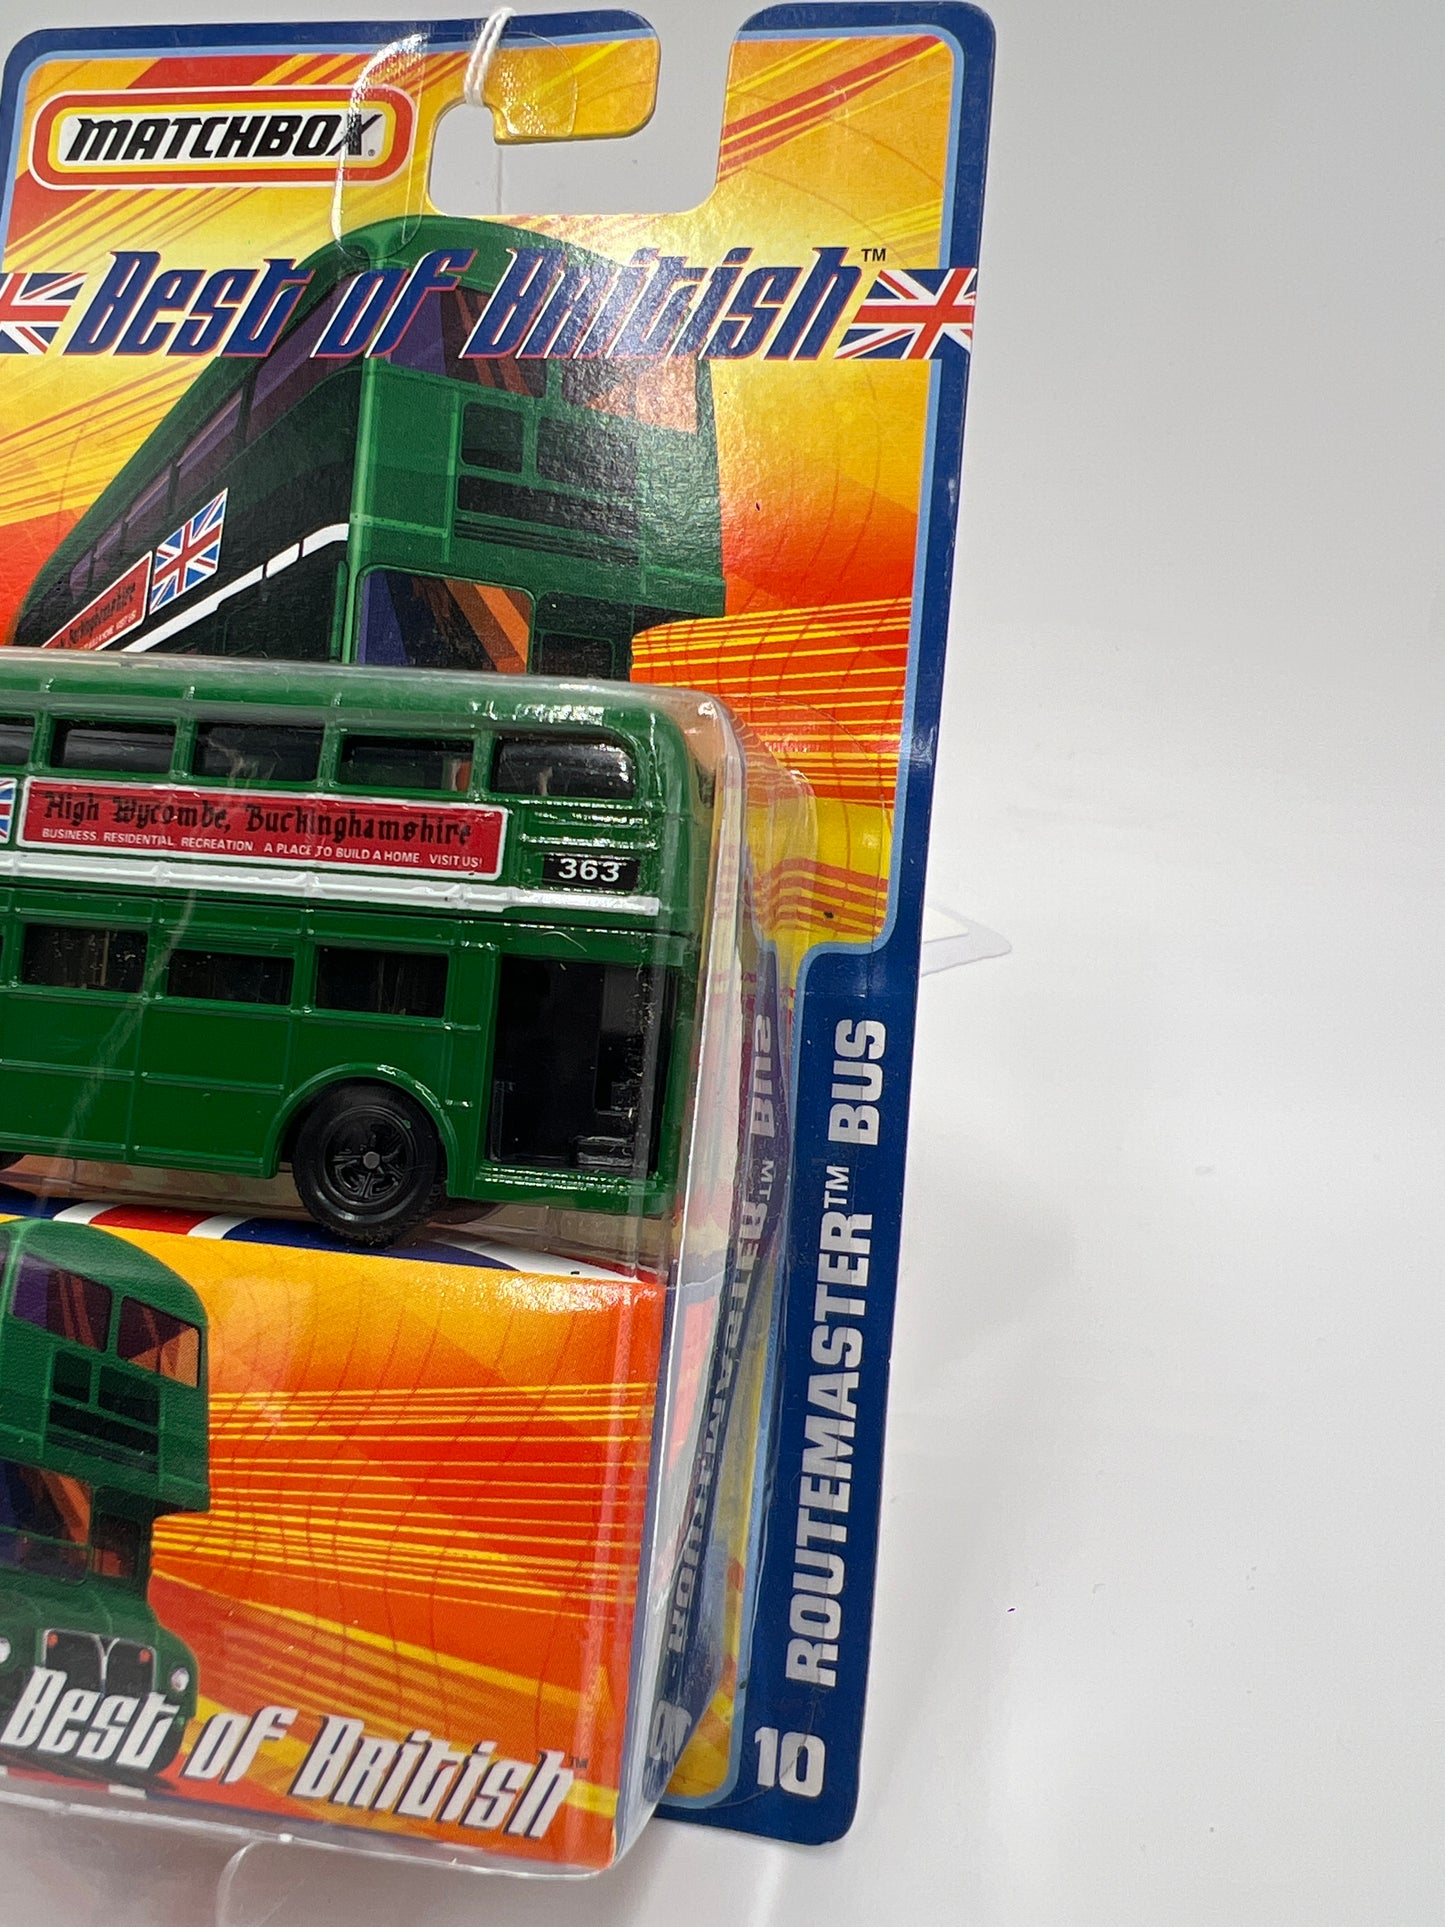 MATCHBOX®
Best of British™
High Wycombe, Buckinghamshire
BUSINESS. RESIDENTIAL. RECREATION. A PLACE TO BUILD A HOME. VISIT US!
363
ROUTEMASTER™ BUS
10
Best of British™